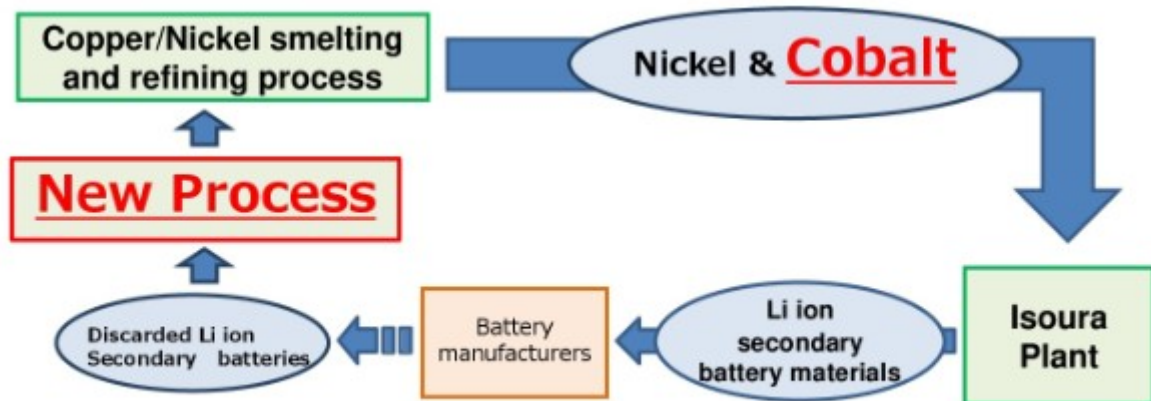 Copper/Nickel smelting
and refining process
Nickel & Cobalt
New Process
Discarded Li ion
Secondary batteries
Battery
manufacturers
Li ion
secondary
battery materials
Isoura
Plant